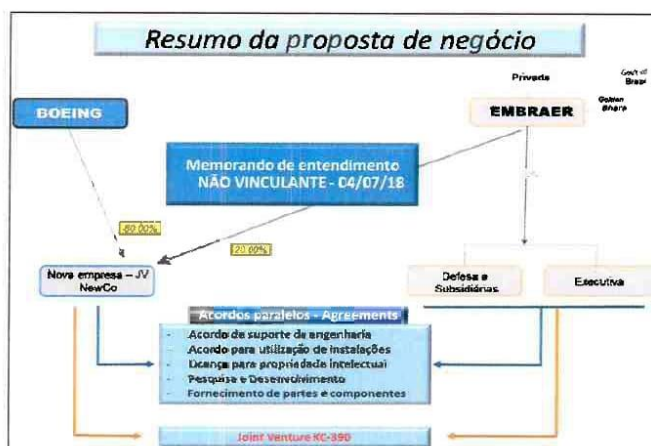 Resumo da proposta de negócio
Privada
Gov't of
Brazil
BOEING
EMBRAER
Golden
Share
Memorando de entendimento
NÃO VINCULANTE - 04/07/18
80.00%
20.00%
Nova empresa – JV
NewCo
Defesa e
Subsidiárias
Executiva
Acordos paralelos - Agreements
- Acordo de suporte de engenharia
- Acordo para utilização de instalações
- Licença para propriedade intelectual
- Pesquisa e Desenvolvimento
- Fornecimento de partes e componentes
Joint Venture KC-390